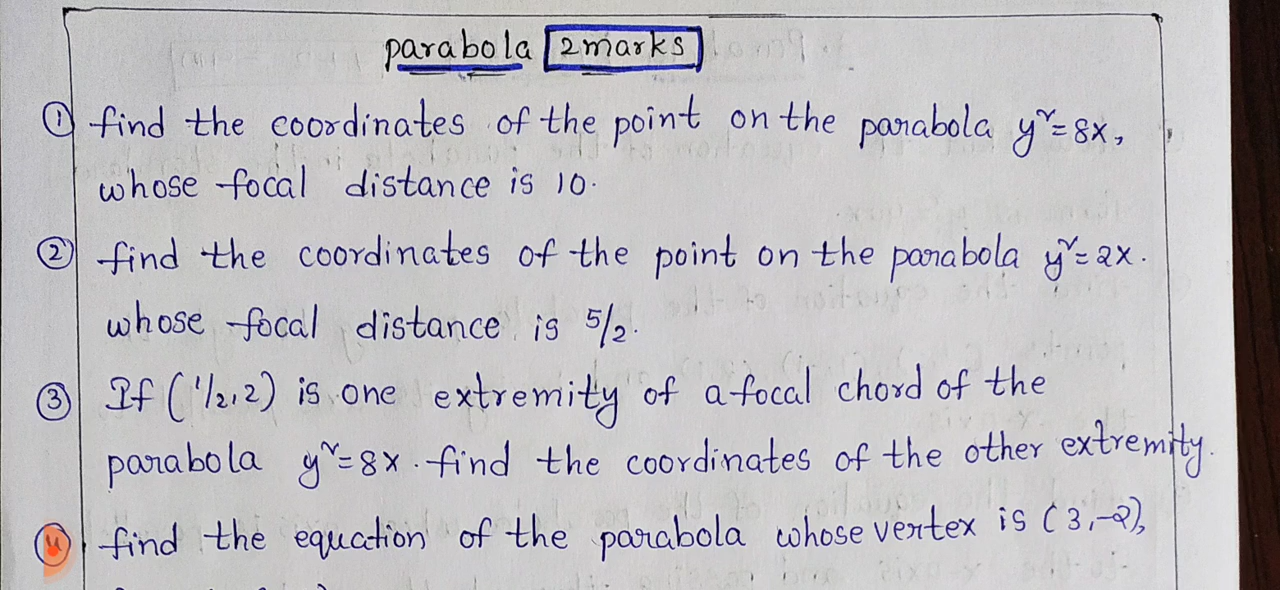 parabola 2marks
① find the coordinates of the point on the parabola y²=8x,
whose focal distance is 10.
② find the coordinates of the point on the parabola y²=2x.
whose focal distance is 5/2.
③ If (1/2,2) is one extremity of a focal chord of the
parabola y²=8x. find the coordinates of the other extremity.
④ find the equation of the parabola whose vertex is (3,-2),